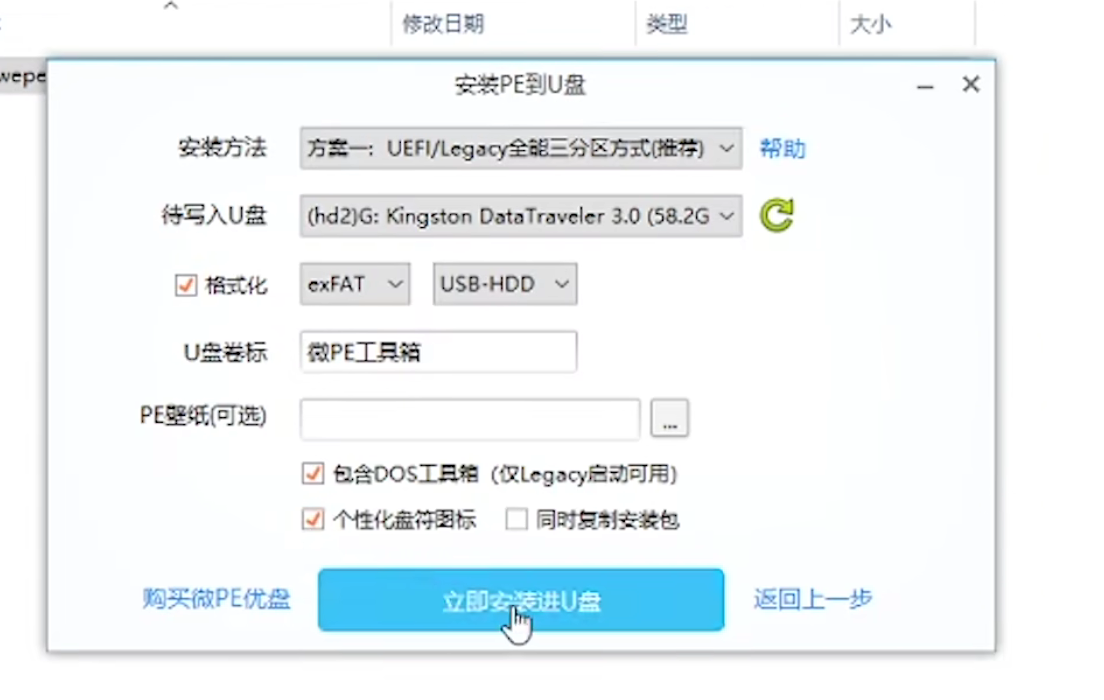 修改日期 类型 大小
wepe
安装PE到U盘
安装方法 方案一：UEFI/Legacy全能三分区方式(推荐) 帮助
待写入U盘 (hd2)G: Kingston DataTraveler 3.0 (58.2G
格式化 exFAT USB-HDD
U盘卷标 微PE工具箱
PE壁纸(可选) ...
包含DOS工具箱（仅Legacy启动可用）
个性化盘符图标 同时复制安装包
购买微PE优盘 立即安装进U盘 返回上一步